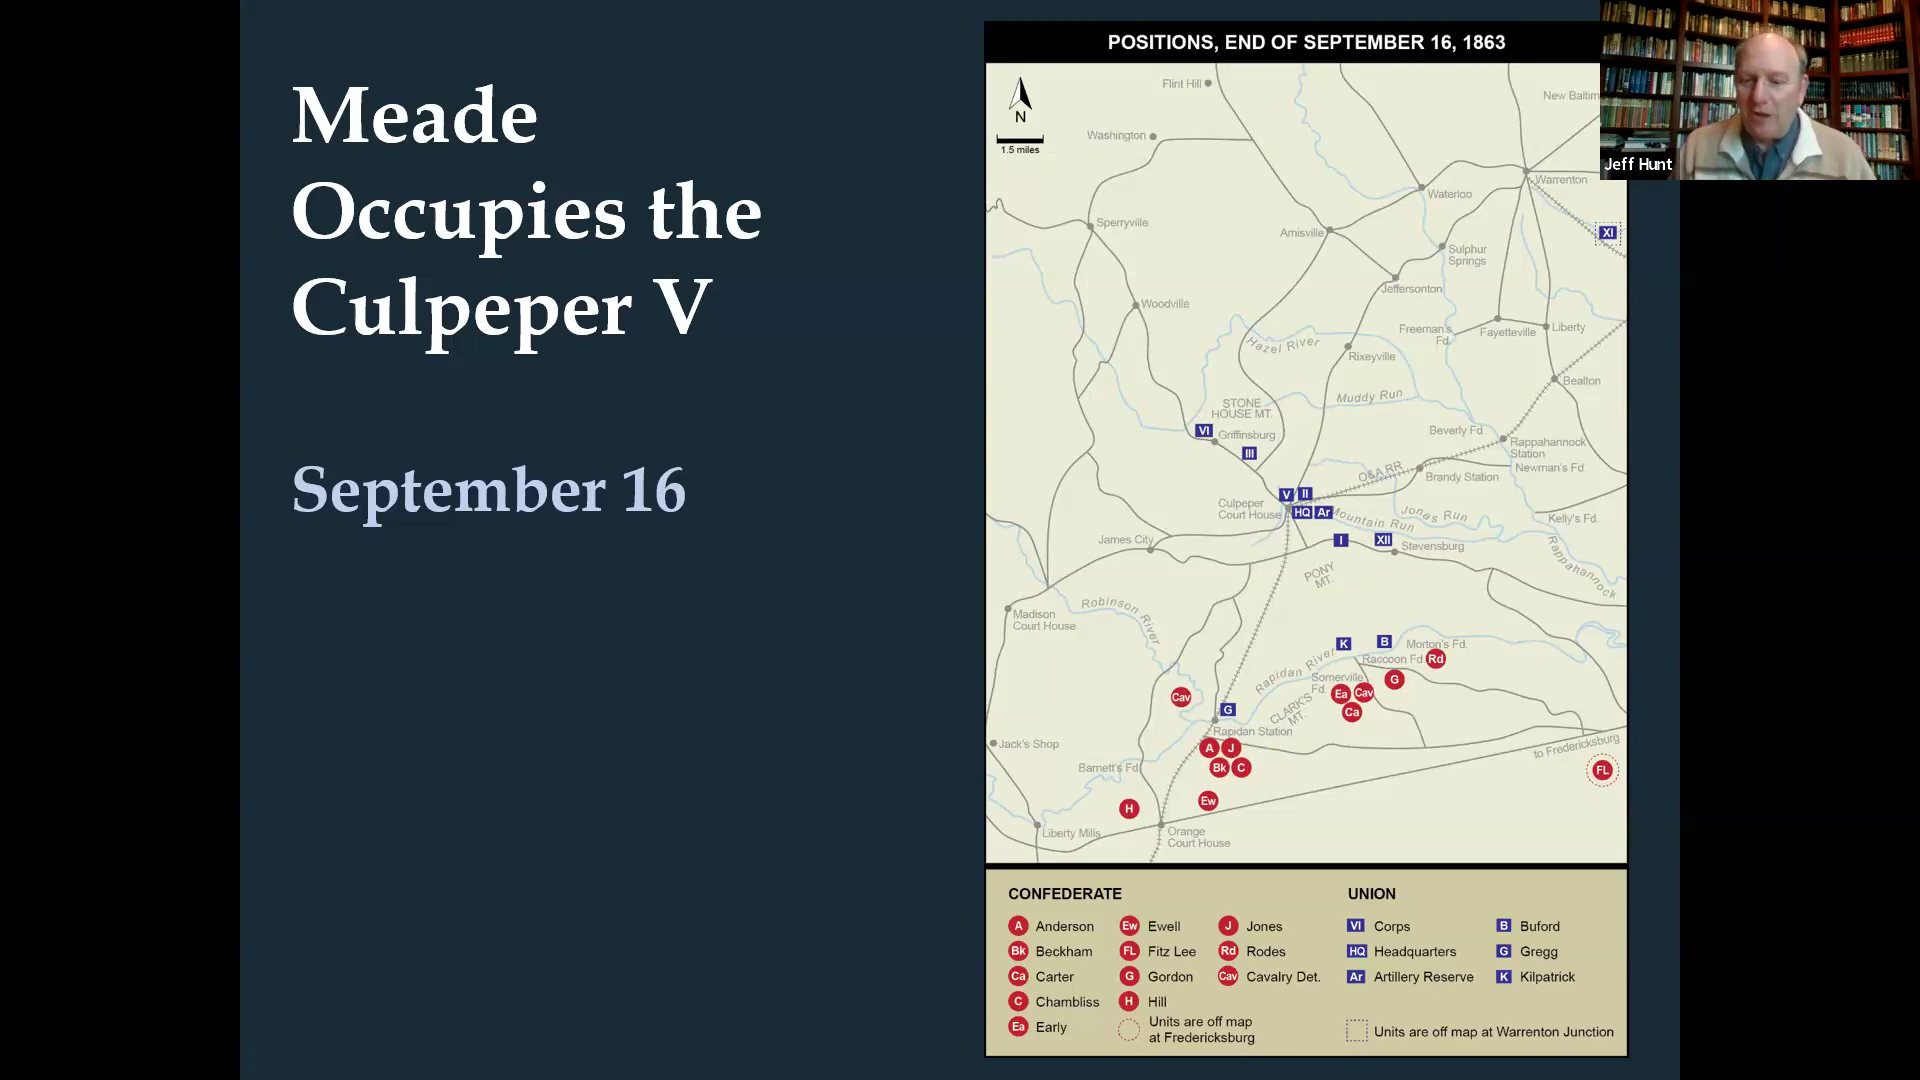 Meade
Occupies the
Culpeper V
September 16
POSITIONS, END OF SEPTEMBER 16, 1863
N
1.5 miles
Flint Hill
Washington
New Baltim
Jeff Hunt
Warrenton
Waterloo
Sperryville
Amisville
XI
Sulphur
Springs
Jeffersonton
Woodville
Freeman's
Fd.
Fayetteville
Liberty
Hazel River
Rixeyville
Bealton
Muddy Run
STONE
HOUSE MT.
VI
Griffinsburg
III
Beverly Fd.
Rappahannock
Station
Newman's Fd.
O&A RR
Brandy Station
V
II
Culpeper
Court House
HQ
Ar
Mountain Run
Jonas Run
Kelly's Fd.
Rappahannock
James City
I
XII
Stevensburg
PONY
MT.
Robinson River
Madison
Court House
K
B
Morton's Fd.
Raccoon Fd.
Rd
Rapidan River
Somerville
Fd.
G
Ea
Cav
Ca
Cav
CLARK'S
MT.
G
Rapidan Station
Jack's Shop
A
J
Bk
C
to Fredericksburg
FL
Barnett's Fd.
Ew
H
Liberty Mills
Orange
Court House
CONFEDERATE
A Anderson
Bk Beckham
Ca Carter
C Chambliss
Ea Early
Ew Ewell
FL Fitz Lee
G Gordon
H Hill
Units are off map
at Fredericksburg
J Jones
Rd Rodes
Cav Cavalry Det.
UNION
VI Corps
HQ Headquarters
Ar Artillery Reserve
B Buford
G Gregg
K Kilpatrick
Units are off map at Warrenton Junction